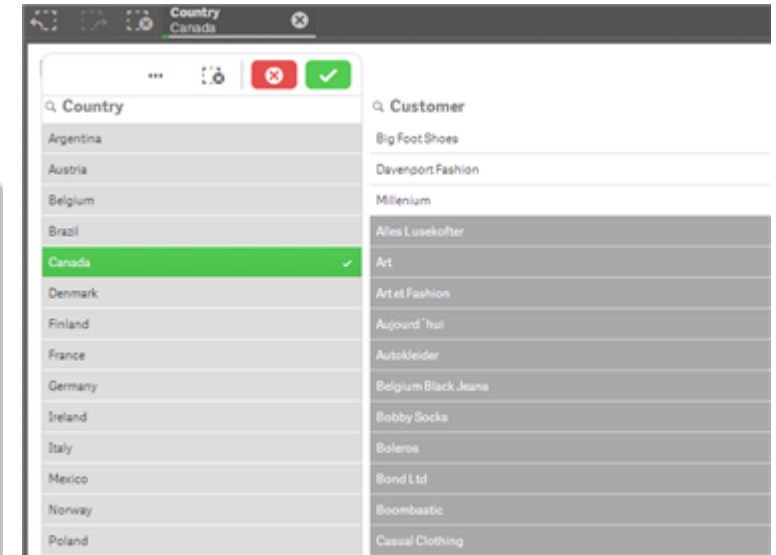 Country
Canada
Country
Customer
Argentina
Big Foot Shoes
Austria
Davenport Fashion
Belgium
Millenium
Brazil
Alles Lusekofter
Canada
Art
Denmark
Art et Fashion
Finland
Aujourd´hui
France
Autokleider
Germany
Belgium Black Jeans
Ireland
Bobby Socks
Italy
Boleros
Mexico
Bond Ltd
Norway
Boombastic
Poland
Casual Clothing